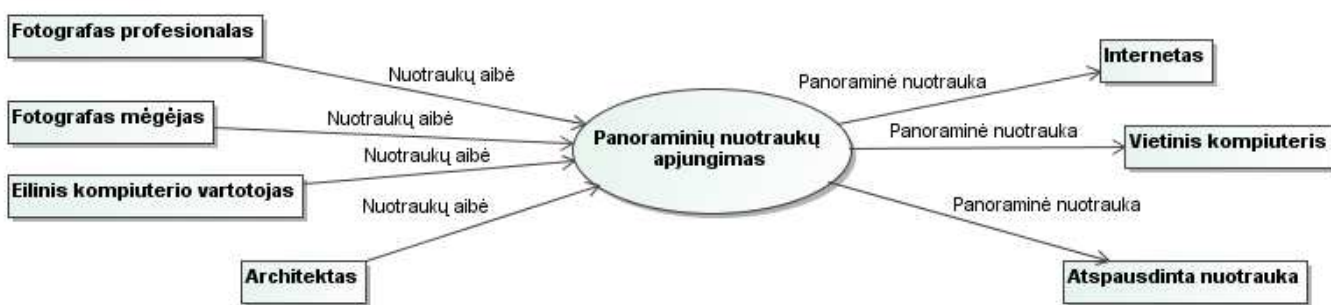 Fotografas profesionalas
Nuotraukų aibė
Fotografas mėgėjas
Nuotraukų aibė
Nuotraukų aibė
Eilinis kompiuterio vartotojas
Nuotraukų aibė
Architektas
Panoraminių nuotraukų
apjungimas
Panoraminė nuotrauka
Internetas
Panoraminė nuotrauka
Vietinis kompiuteris
Panoraminė nuotrauka
Atspausdinta nuotrauka